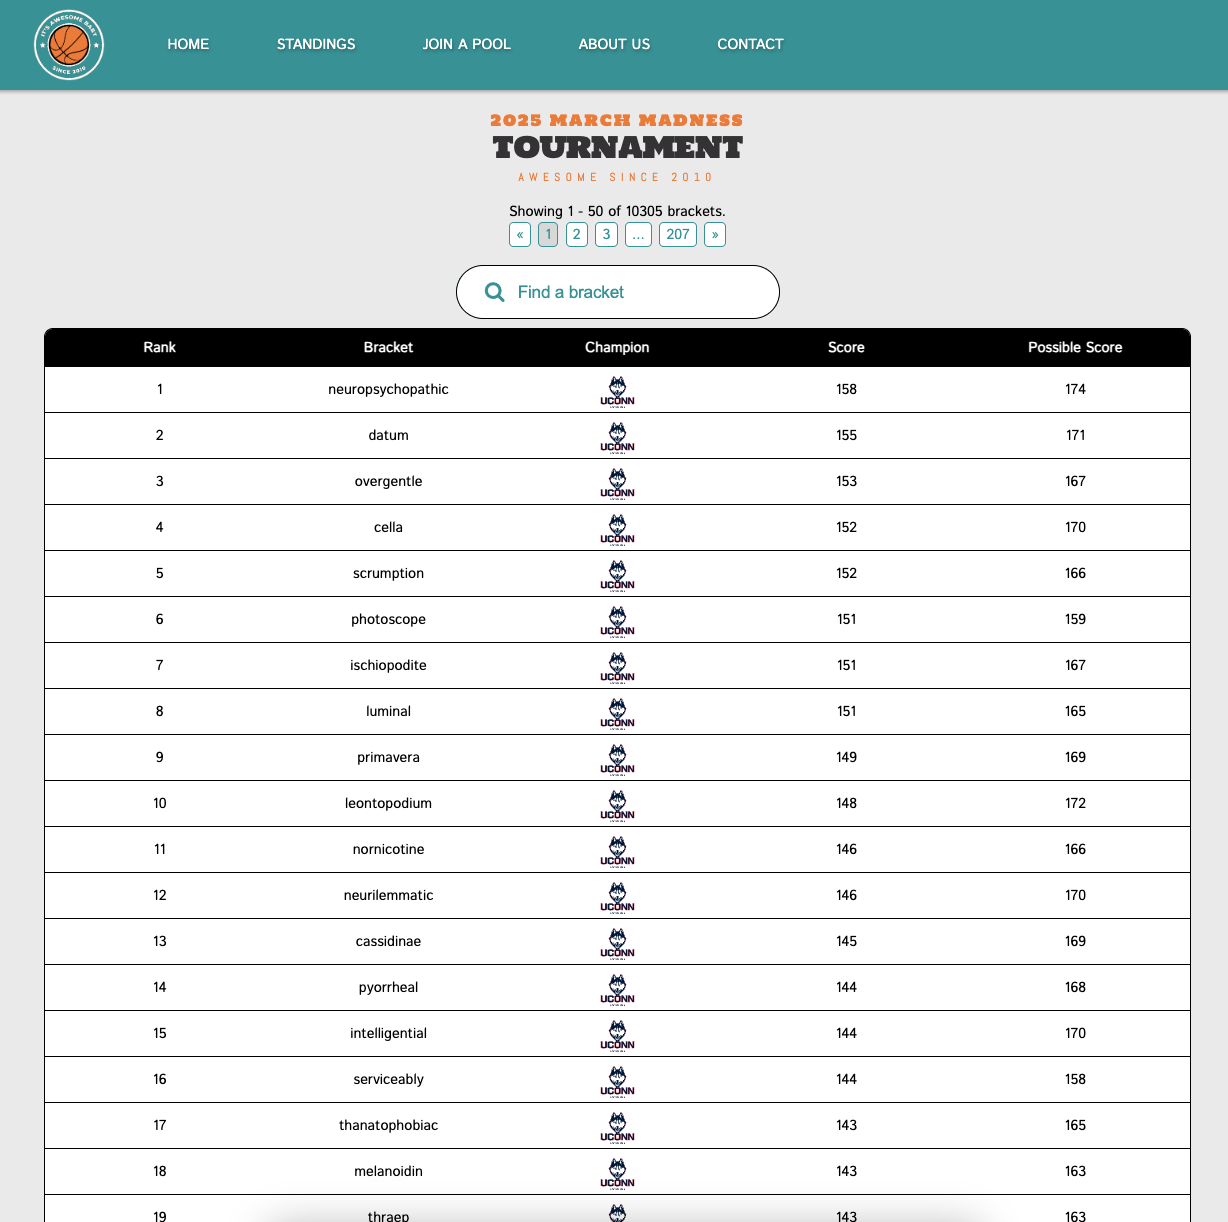 IT'S AWESOME BABY
SINCE 2010
HOME STANDINGS JOIN A POOL ABOUT US CONTACT
2025 MARCH MADNESS
TOURNAMENT
AWESOME SINCE 2010
Showing 1 - 50 of 10305 brackets.
« 1 2 3 ... 207 »
Find a bracket
Rank Bracket Champion Score Possible Score
1 neuropsychopathic UCONN 158 174
2 datum UCONN 155 171
3 overgentle UCONN 153 167
4 cella UCONN 152 170
5 scrumption UCONN 152 166
6 photoscope UCONN 151 159
7 ischiopodite UCONN 151 167
8 luminal UCONN 151 165
9 primavera UCONN 149 169
10 leontopodium UCONN 148 172
11 nornicotine UCONN 146 166
12 neurilemmatic UCONN 146 170
13 cassidinae UCONN 145 169
14 pyorrheal UCONN 144 168
15 intelligential UCONN 144 170
16 serviceably UCONN 144 158
17 thanatophobiac UCONN 143 165
18 melanoidin UCONN 143 163
19 thraep 143 163